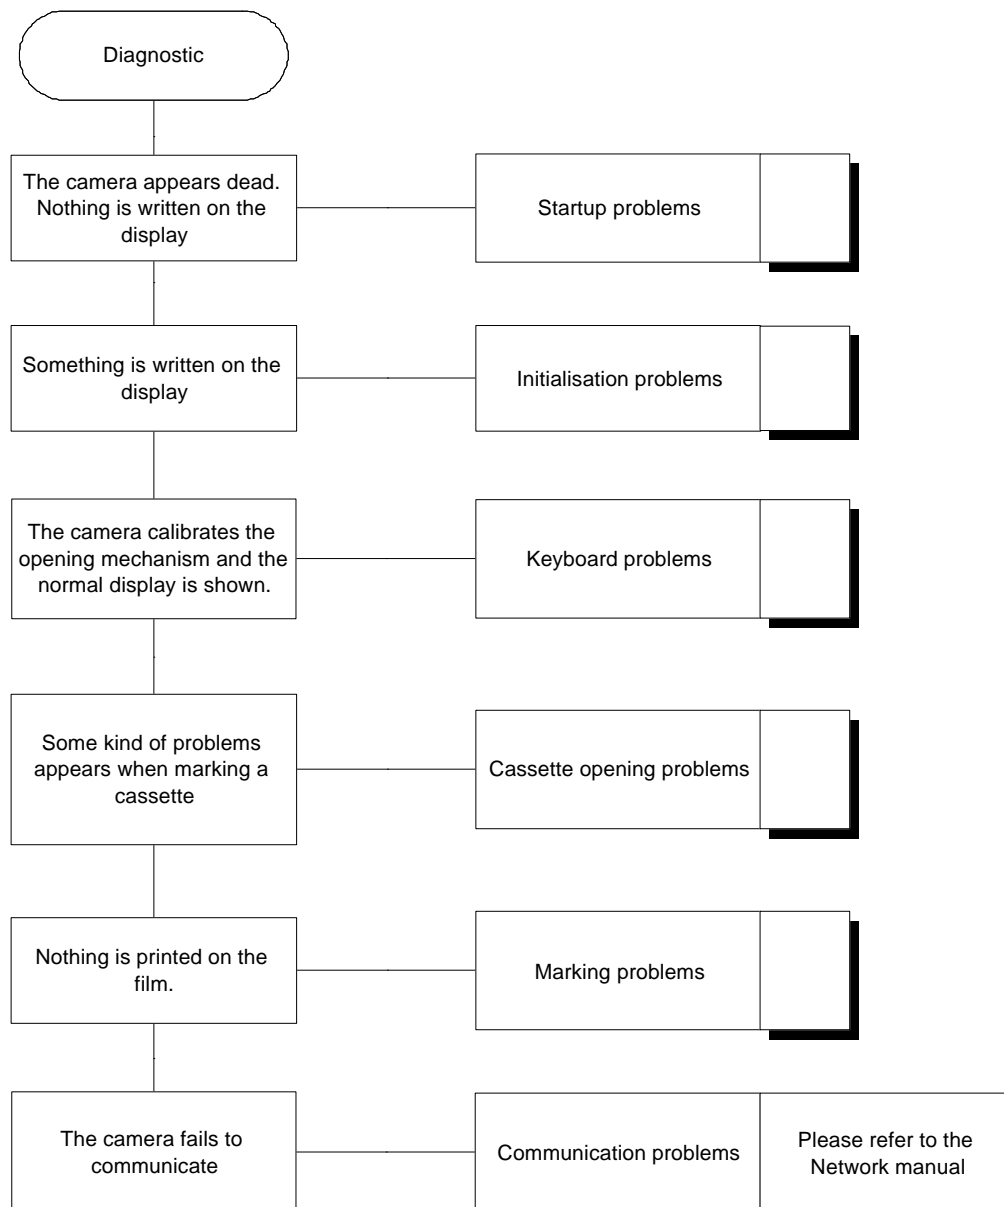 Diagnostic
The camera appears dead.
Nothing is written on the
display
Startup problems
Something is written on the
display
Initialisation problems
The camera calibrates the
opening mechanism and the
normal display is shown.
Keyboard problems
Some kind of problems
appears when marking a
cassette
Cassette opening problems
Nothing is printed on the
film.
Marking problems
The camera fails to
communicate
Communication problems
Please refer to the
Network manual